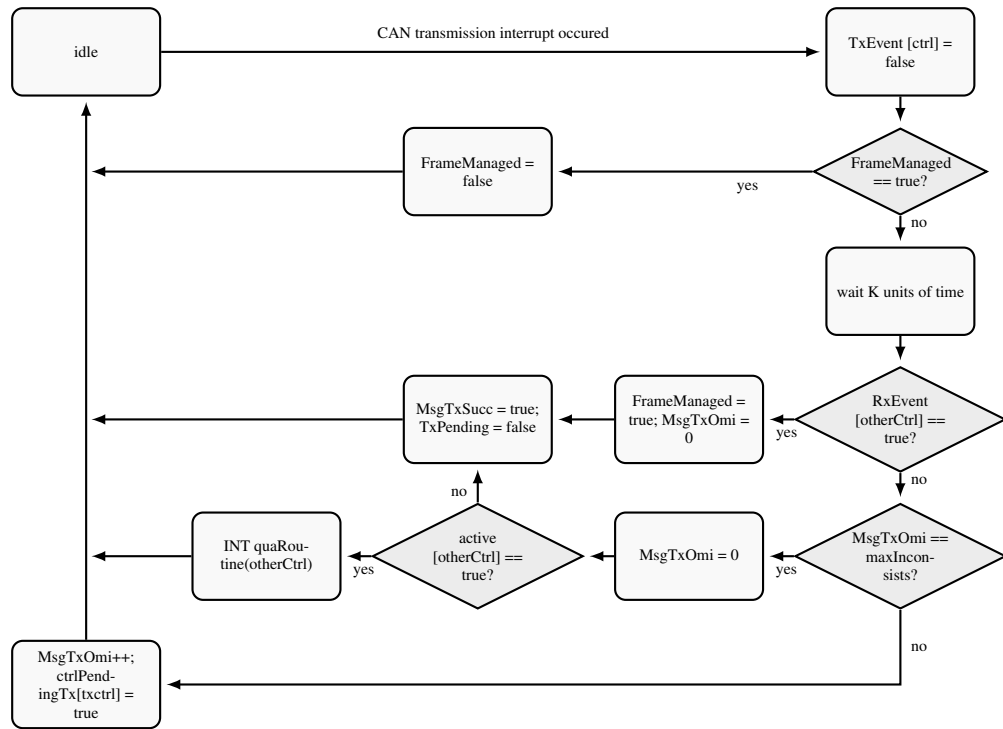 idle
CAN transmission interrupt occured
TxEvent [ctrl] =
false
FrameManaged =
false
yes
FrameManaged
== true?
no
wait K units of time
MsgTxSucc = true;
TxPending = false
FrameManaged =
true; MsgTxOmi =
0
yes
RxEvent
[otherCtrl] ==
true?
no
no
INT quaRou-
tine(otherCtrl)
yes
active
[otherCtrl] ==
true?
MsgTxOmi = 0
yes
MsgTxOmi ==
maxIncon-
sists?
no
MsgTxOmi++;
ctrlPend-
ingTx[txctrl] =
true